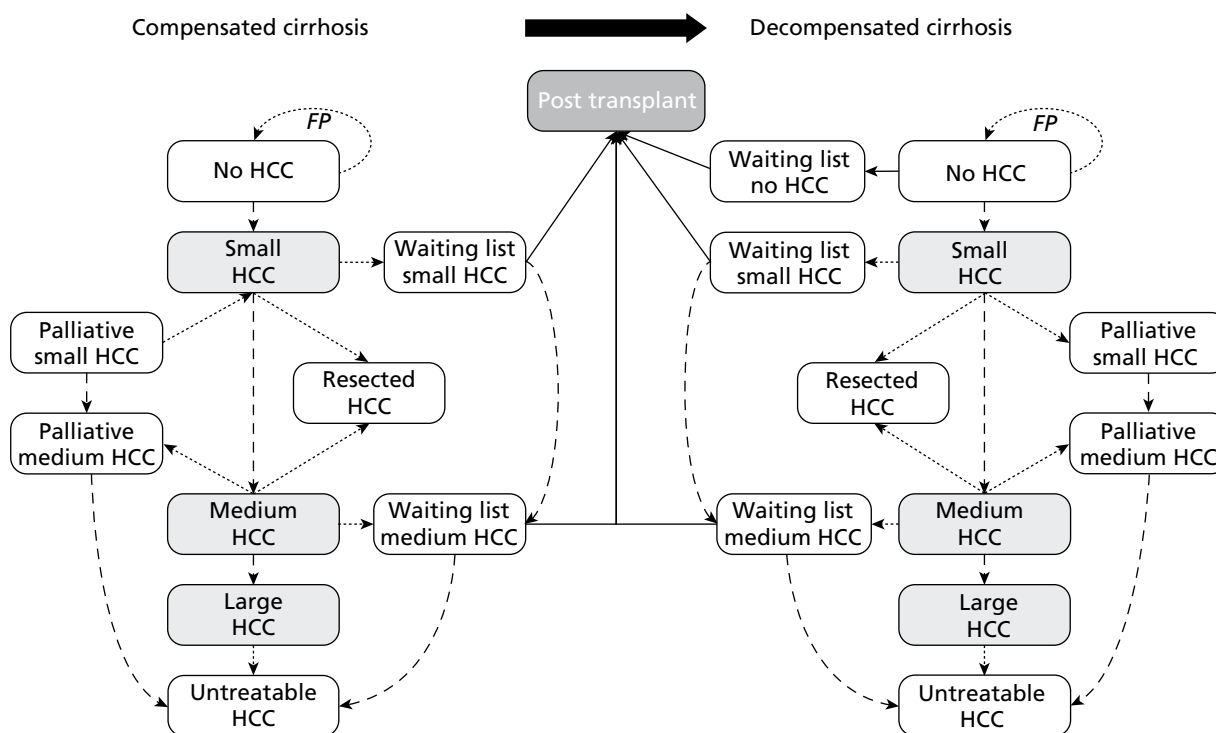 Compensated cirrhosis
Decompensated cirrhosis
Post transplant
FP
No HCC
Waiting list
no HCC
FP
No HCC
Small
HCC
Waiting list
small HCC
Waiting list
small HCC
Small
HCC
Palliative
small HCC
Resected
HCC
Resected
HCC
Palliative
small HCC
Palliative
medium HCC
Palliative
medium HCC
Medium
HCC
Waiting list
medium HCC
Waiting list
medium HCC
Medium
HCC
Large
HCC
Large
HCC
Untreatable
HCC
Untreatable
HCC